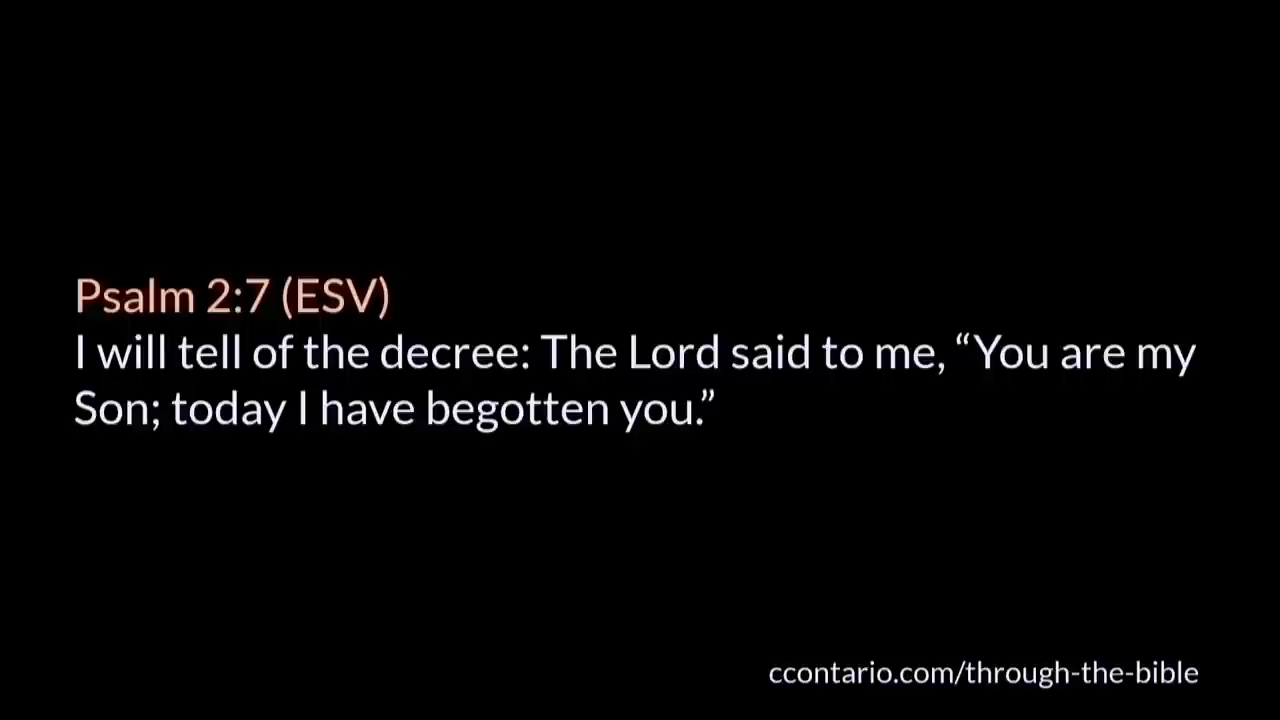 Psalm 2:7 (ESV)
I will tell of the decree: The Lord said to me, “You are my
Son; today I have begotten you.”
ccontario.com/through-the-bible